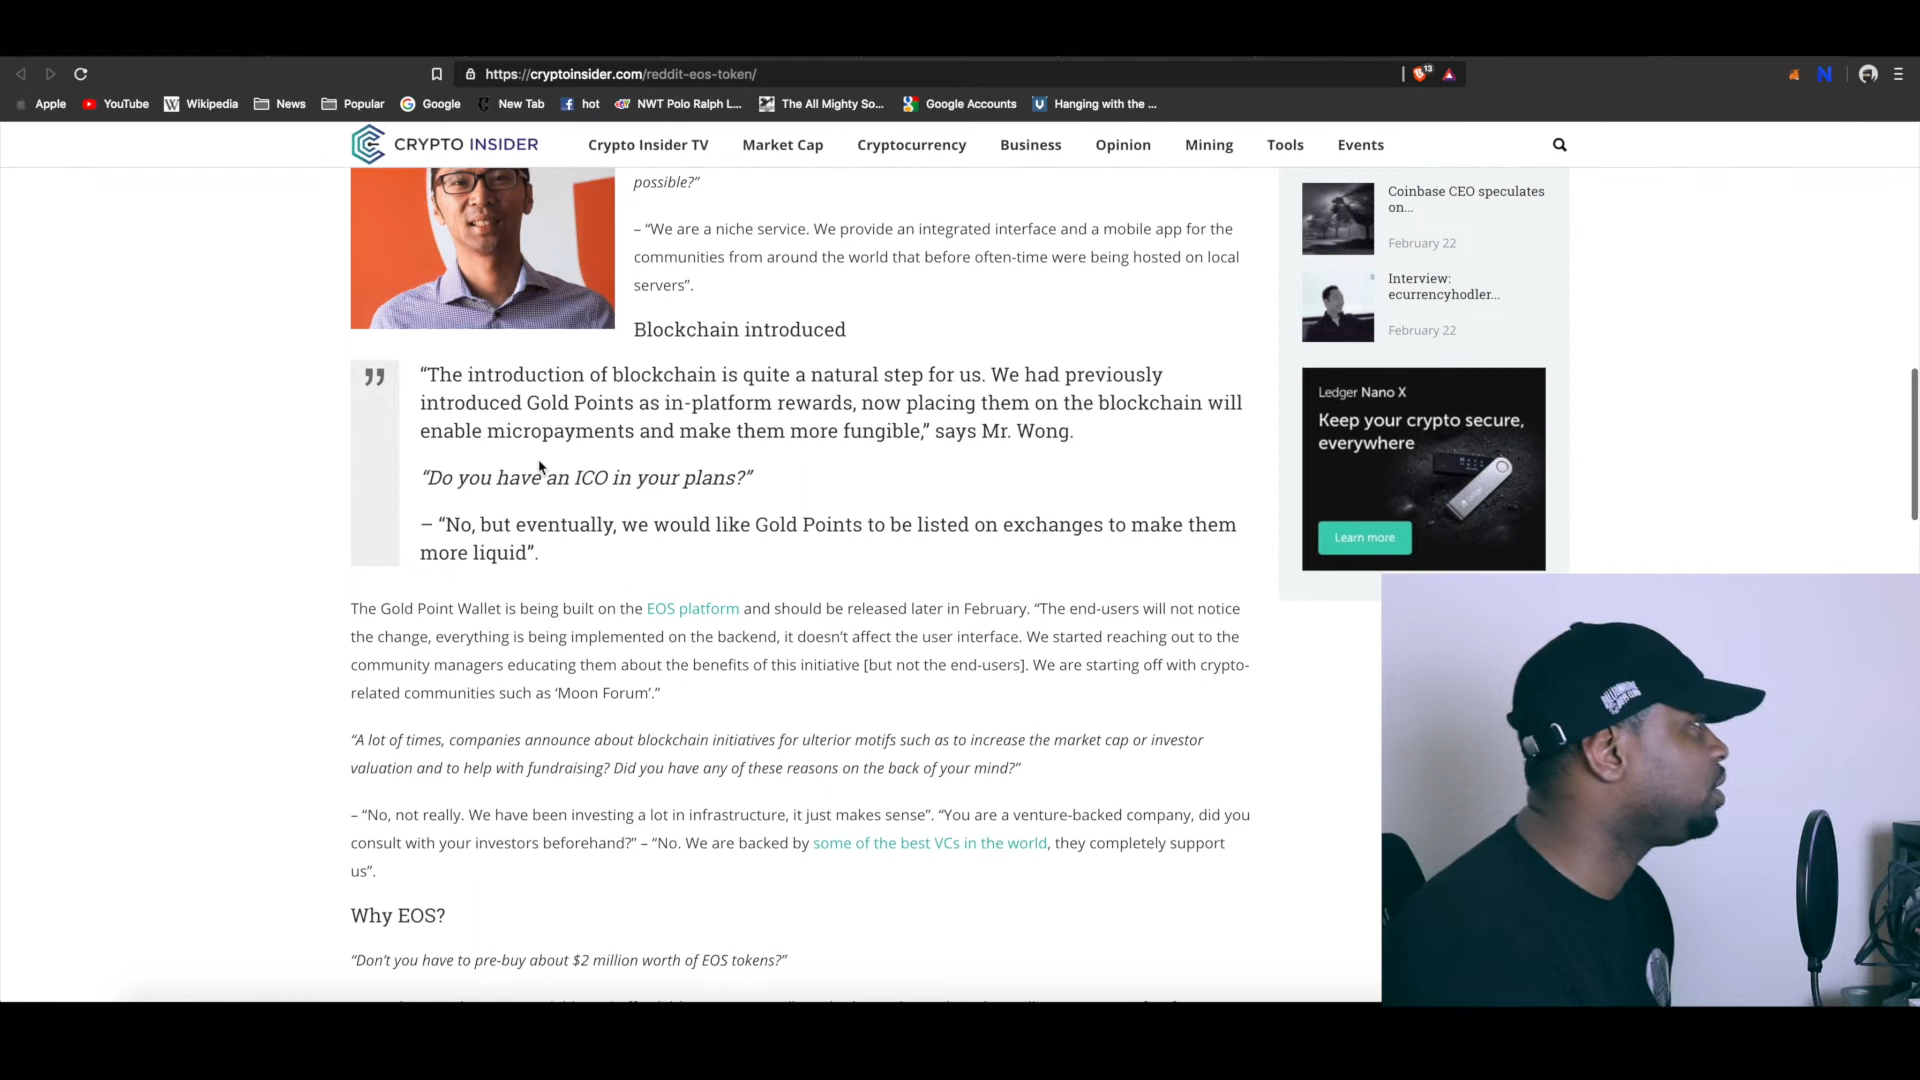 https://cryptoinsider.com/reddit-eos-token/
13
Apple
YouTube
Wikipedia
News
Popular
Google
New Tab
hot
NWT Polo Ralph L...
The All Mighty So...
Google Accounts
Hanging with the ...
CRYPTO INSIDER
Crypto Insider TV
Market Cap
Cryptocurrency
Business
Opinion
Mining
Tools
Events
possible?”
– “We are a niche service. We provide an integrated interface and a mobile app for the
communities from around the world that before often-time were being hosted on local
servers”.
Blockchain introduced
“The introduction of blockchain is quite a natural step for us. We had previously
introduced Gold Points as in-platform rewards, now placing them on the blockchain will
enable micropayments and make them more fungible,” says Mr. Wong.
“Do you have an ICO in your plans?”
– “No, but eventually, we would like Gold Points to be listed on exchanges to make them
more liquid”.
The Gold Point Wallet is being built on the EOS platform and should be released later in February. “The end-users will not notice
the change, everything is being implemented on the backend, it doesn’t affect the user interface. We started reaching out to the
community managers educating them about the benefits of this initiative [but not the end-users]. We are starting off with crypto-
related communities such as ‘Moon Forum’.”
“A lot of times, companies announce about blockchain initiatives for ulterior motifs such as to increase the market cap or investor
valuation and to help with fundraising? Did you have any of these reasons on the back of your mind?”
– “No, not really. We have been investing a lot in infrastructure, it just makes sense”. “You are a venture-backed company, did you
consult with your investors beforehand?” – “No. We are backed by some of the best VCs in the world, they completely support
us”.
Why EOS?
“Don’t you have to pre-buy about $2 million worth of EOS tokens?”
Coinbase CEO speculates
on...
February 22
Interview:
ecurrencyhodler...
February 22
Ledger Nano X
Keep your crypto secure,
everywhere
Learn more